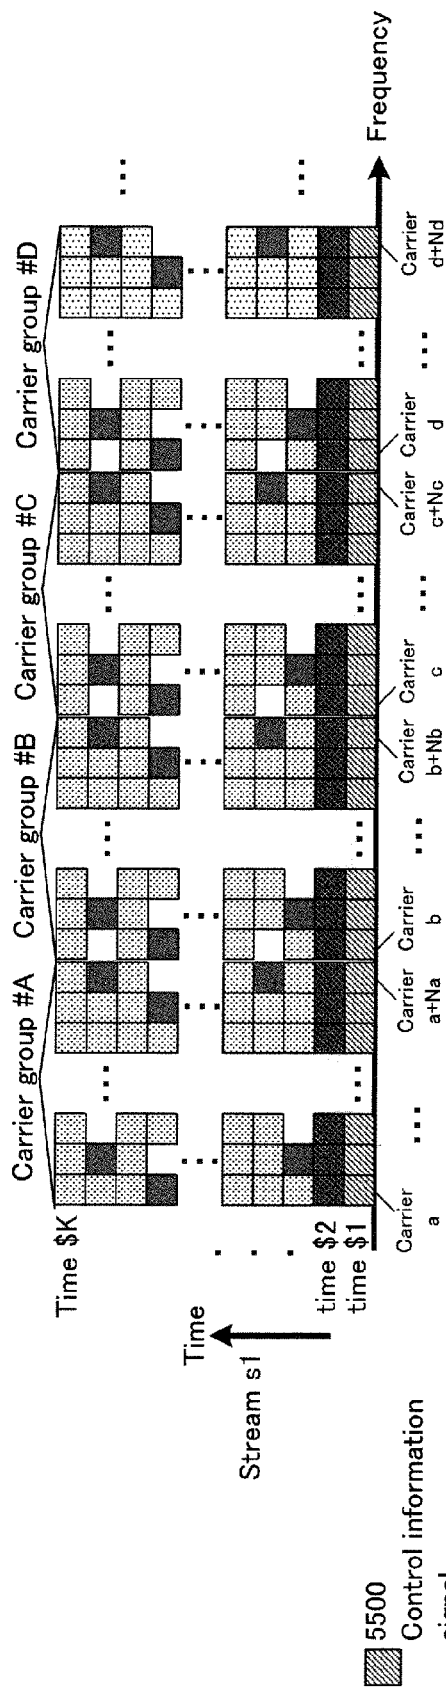 Carrier group #A
Carrier group #B
Carrier group #C
Carrier group #D
Time $K
Time
Stream s1
time $2
time $1
Frequency
Carrier
a
Carrier
a+Na
Carrier
b
Carrier
b+Nb
Carrier
c
Carrier
c+Nc
Carrier
d
Carrier
d+Nd
5500
Control information